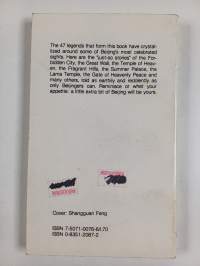 The 47 legends that form this book have crystal-
lized around some of Beijing's most celebrated
sights. Here are the "just-so stories" of the For-
bidden City, the Great Wall, the Temple of Heav-
en, the Fragrant Hills, the Summer Palace, the
Lama Temple, the Gate of Heavenly Peace and
many others, told as earthily and
as
only Beijingers can. Reminisce or whet your
appetite: a little extra bit of Beijing will be yours.
Cover: Shangguan Feng
ISBN 7-5071-0076-6/I·70
ISBN 0-8351-2087-2